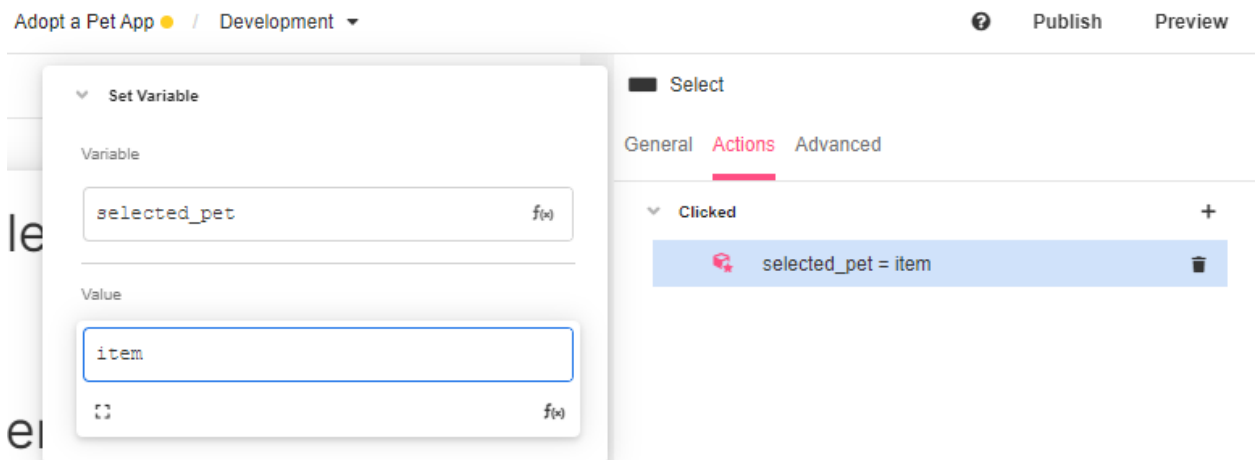 Adopt a Pet App / Development
Publish
Preview
Set Variable
Variable
selected_pet
f(x)
Value
item
f(x)
Select
General Actions Advanced
Clicked
selected_pet = item
le